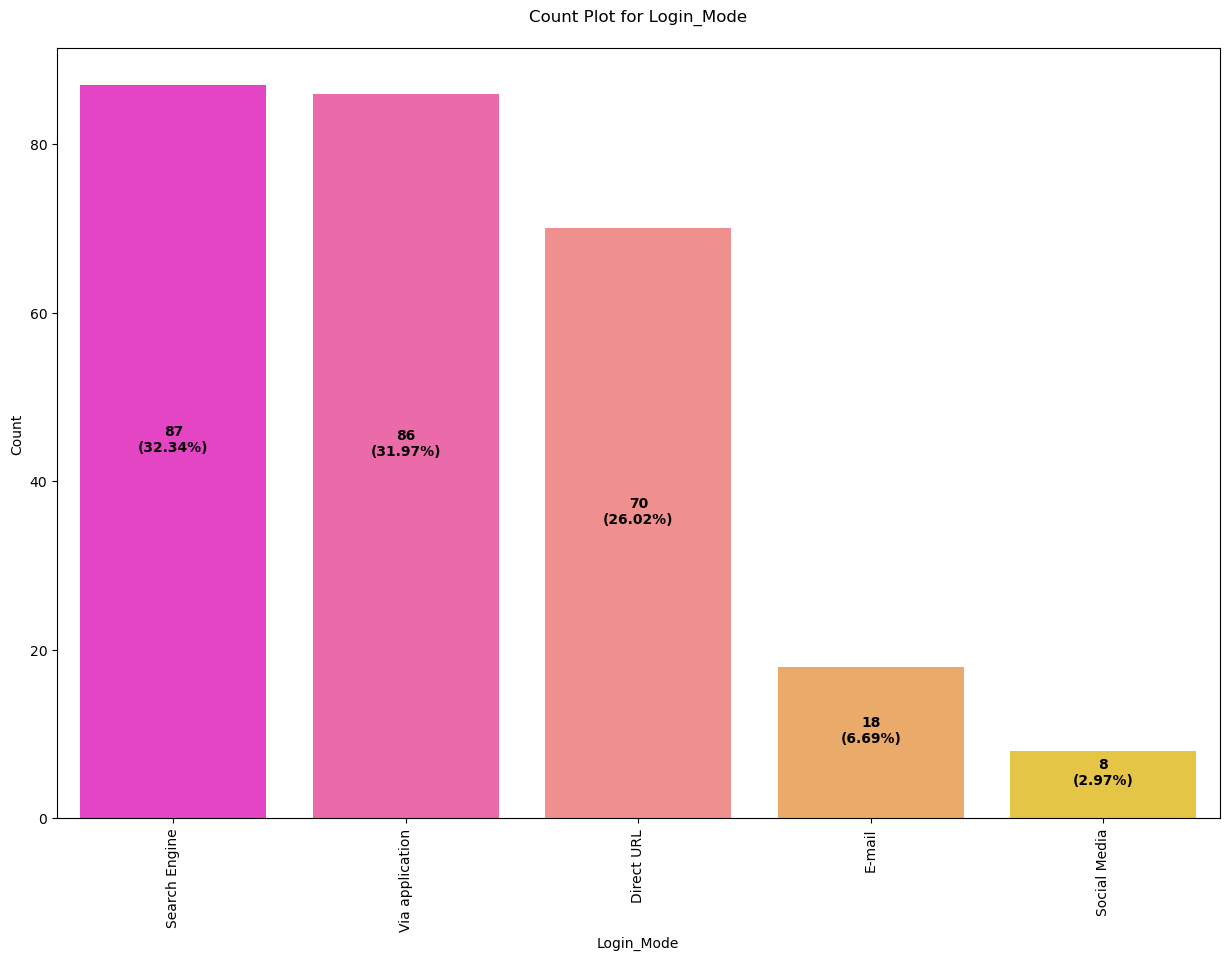 Count Plot for Login_Mode
Count
80
60
40
20
0
87
(32.34%)
86
(31.97%)
70
(26.02%)
18
(6.69%)
8
(2.97%)
Search Engine
Via application
Direct URL
E-mail
Social Media
Login_Mode